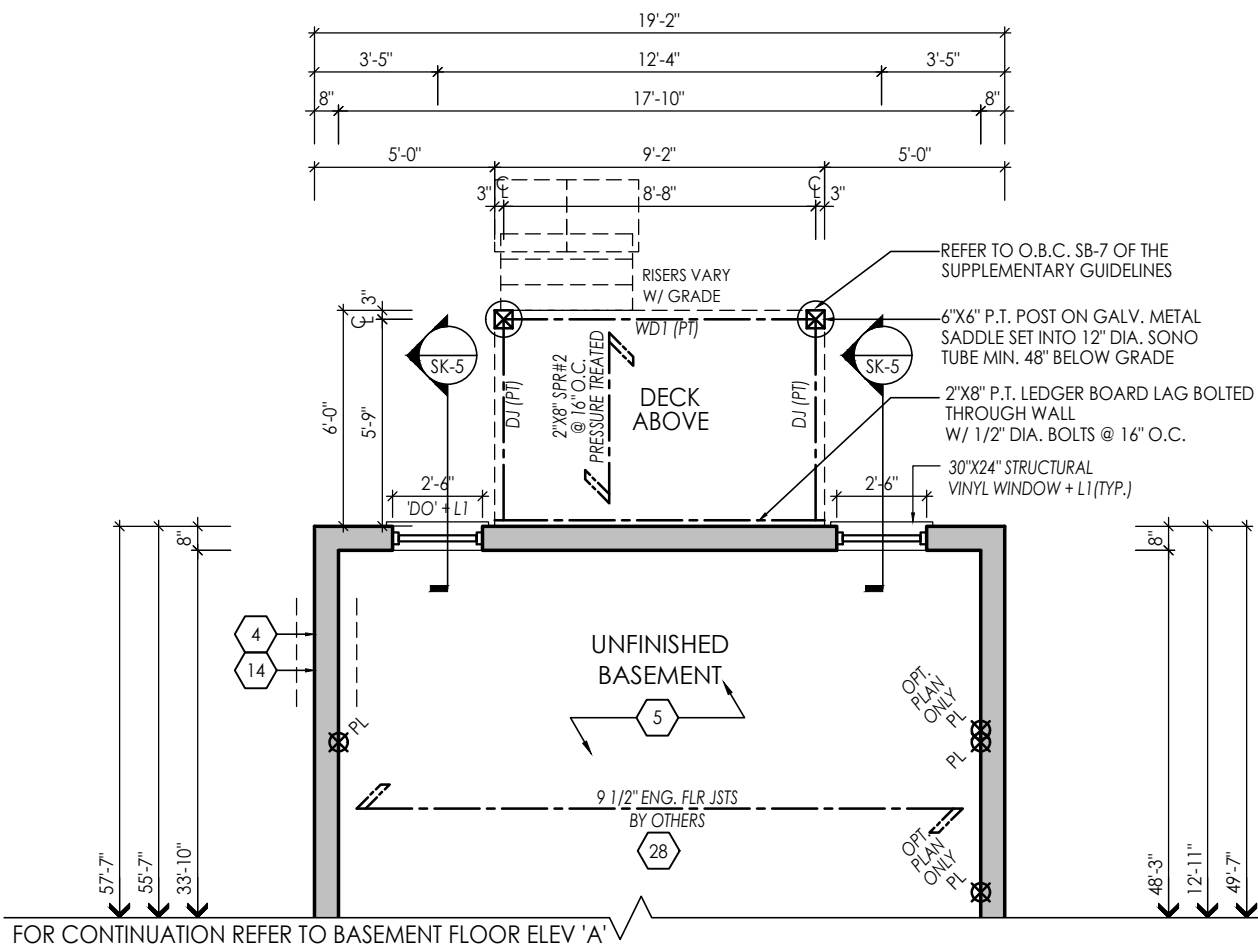 19'-2"
3'-5" 12'-4" 3'-5"
8" 17'-10" 8"
5'-0" 9'-2" 5'-0"
3" CL 8'-8" CL 3"
RISERS VARY
W/ GRADE
REFER TO O.B.C. SB-7 OF THE
SUPPLEMENTARY GUIDELINES
6"X6" P.T. POST ON GALV. METAL
SADDLE SET INTO 12" DIA. SONO
TUBE MIN. 48" BELOW GRADE
2"X8" P.T. LEDGER BOARD LAG BOLTED
THROUGH WALL
W/ 1/2" DIA. BOLTS @ 16" O.C.
30"X24" STRUCTURAL
VINYL WINDOW + L1(TYP.)
CL 3"
6'-0"
5'-9"
SK-5
WD1 (PT)
SK-5
DJ (PT)
2"X8" SPR#2
@ 16" O.C.
PRESSURE TREATED
DECK
ABOVE
DJ (PT)
2'-6"
'DO' + L1
2'-6"
8"
8"
4
14
UNFINISHED
BASEMENT
5
PL
OPT.
PLAN
ONLY
PL
PL
9 1/2" ENG. FLR JSTS
BY OTHERS
28
OPT.
PLAN
ONLY
PL
57'-7"
55'-7"
33'-10"
48'-3"
12'-11"
49'-7"
FOR CONTINUATION REFER TO BASEMENT FLOOR ELEV 'A'